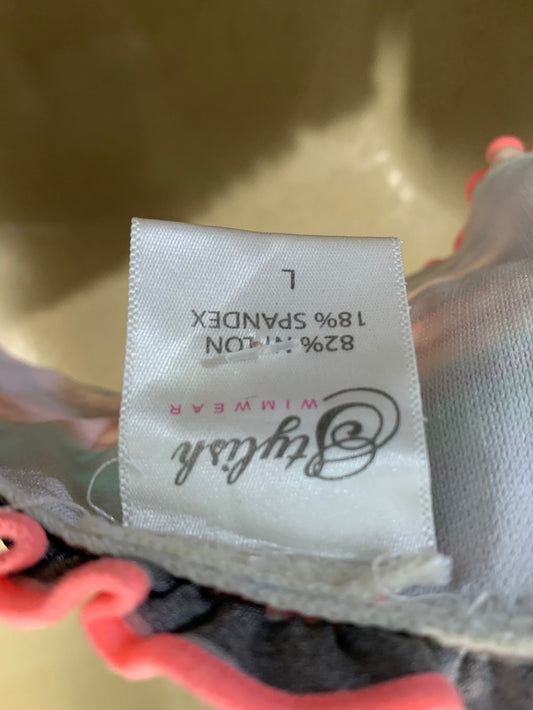 Stylish
WIMWEAR
82% NYLON
18% SPANDEX
L